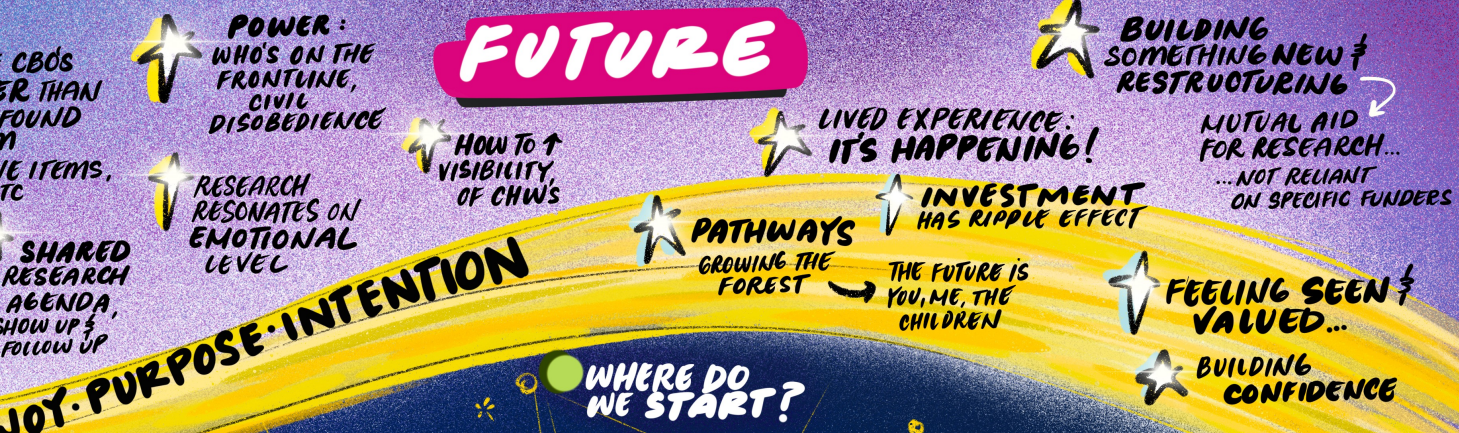 CBO'S
THAN
FOUND
ITEMS,
TC
SHARED
RESEARCH
AGENDA,
SHOW UP &
FOLLOW UP
POWER:
WHO'S ON THE
FRONTLINE,
CIVIL
DISOBEDIENCE
RESEARCH
RESONATES ON
EMOTIONAL
LEVEL
JOY · PURPOSE · INTENTION
FUTURE
HOW TO ↑
VISIBILITY,
OF CHW'S
LIVED EXPERIENCE:
IT'S HAPPENING!
PATHWAYS
GROWING THE
FOREST
THE FUTURE IS
YOU, ME, THE
CHILDREN
INVESTMENT
HAS RIPPLE EFFECT
BUILDING
SOMETHING NEW &
RESTRUCTURING
MUTUAL AID
FOR RESEARCH...
...NOT RELIANT
ON SPECIFIC FUNDERS
FEELING SEEN &
VALUED...
BUILDING
CONFIDENCE
WHERE DO
WE START?